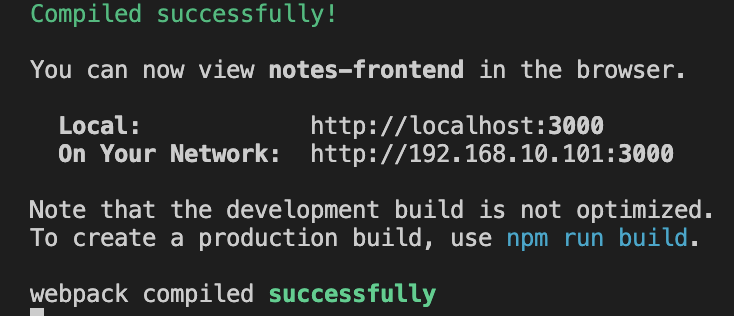 Compiled successfully!
You can now view notes-frontend in the browser.
Local: http://localhost:3000
On Your Network: http://192.168.10.101:3000
Note that the development build is not optimized.
To create a production build, use npm run build.
webpack compiled successfully